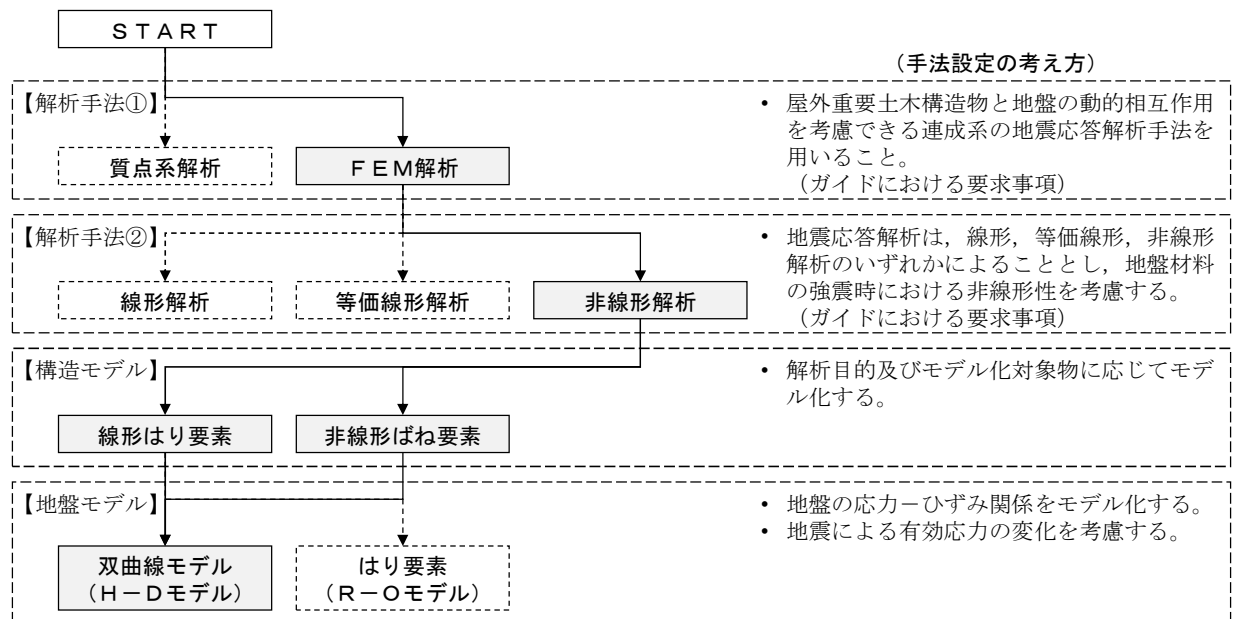 ＳＴＡＲＴ
（手法設定の考え方）
【解析手法①】
質点系解析
ＦＥＭ解析
• 屋外重要土木構造物と地盤の動的相互作用
を考慮できる連成系の地震応答解析手法を
用いること。
（ガイドにおける要求事項）
【解析手法②】
線形解析
等価線形解析
非線形解析
• 地震応答解析は，線形，等価線形，非線形
解析のいずれかによることとし，地盤材料
の強震時における非線形性を考慮する。
（ガイドにおける要求事項）
【構造モデル】
線形はり要素
非線形ばね要素
• 解析目的及びモデル化対象物に応じてモデ
ル化する。
【地盤モデル】
双曲線モデル
（Ｈ－Ｄモデル）
はり要素
（Ｒ－Ｏモデル）
• 地盤の応力－ひずみ関係をモデル化する。
• 地震による有効応力の変化を考慮する。